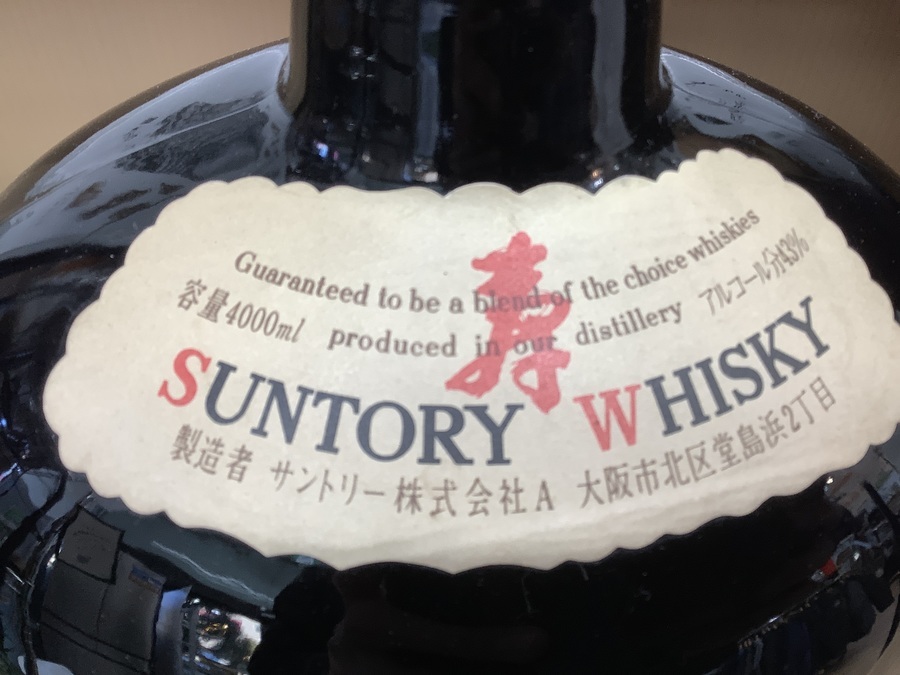 寿
Guaranteed to be a blend of the choice whiskies
容量4000ml produced in our distillery アルコール分43%
SUNTORY WHISKY
製造者 サントリー株式会社A 大阪市北区堂島浜2丁目